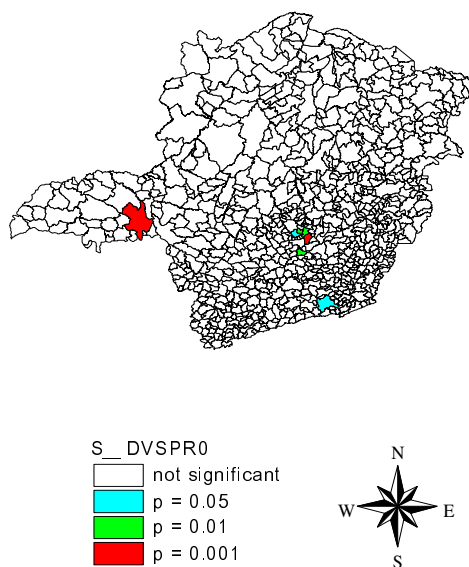 S__DVSPR0
not significant
p = 0.05
p = 0.01
p = 0.001
N
W E
S